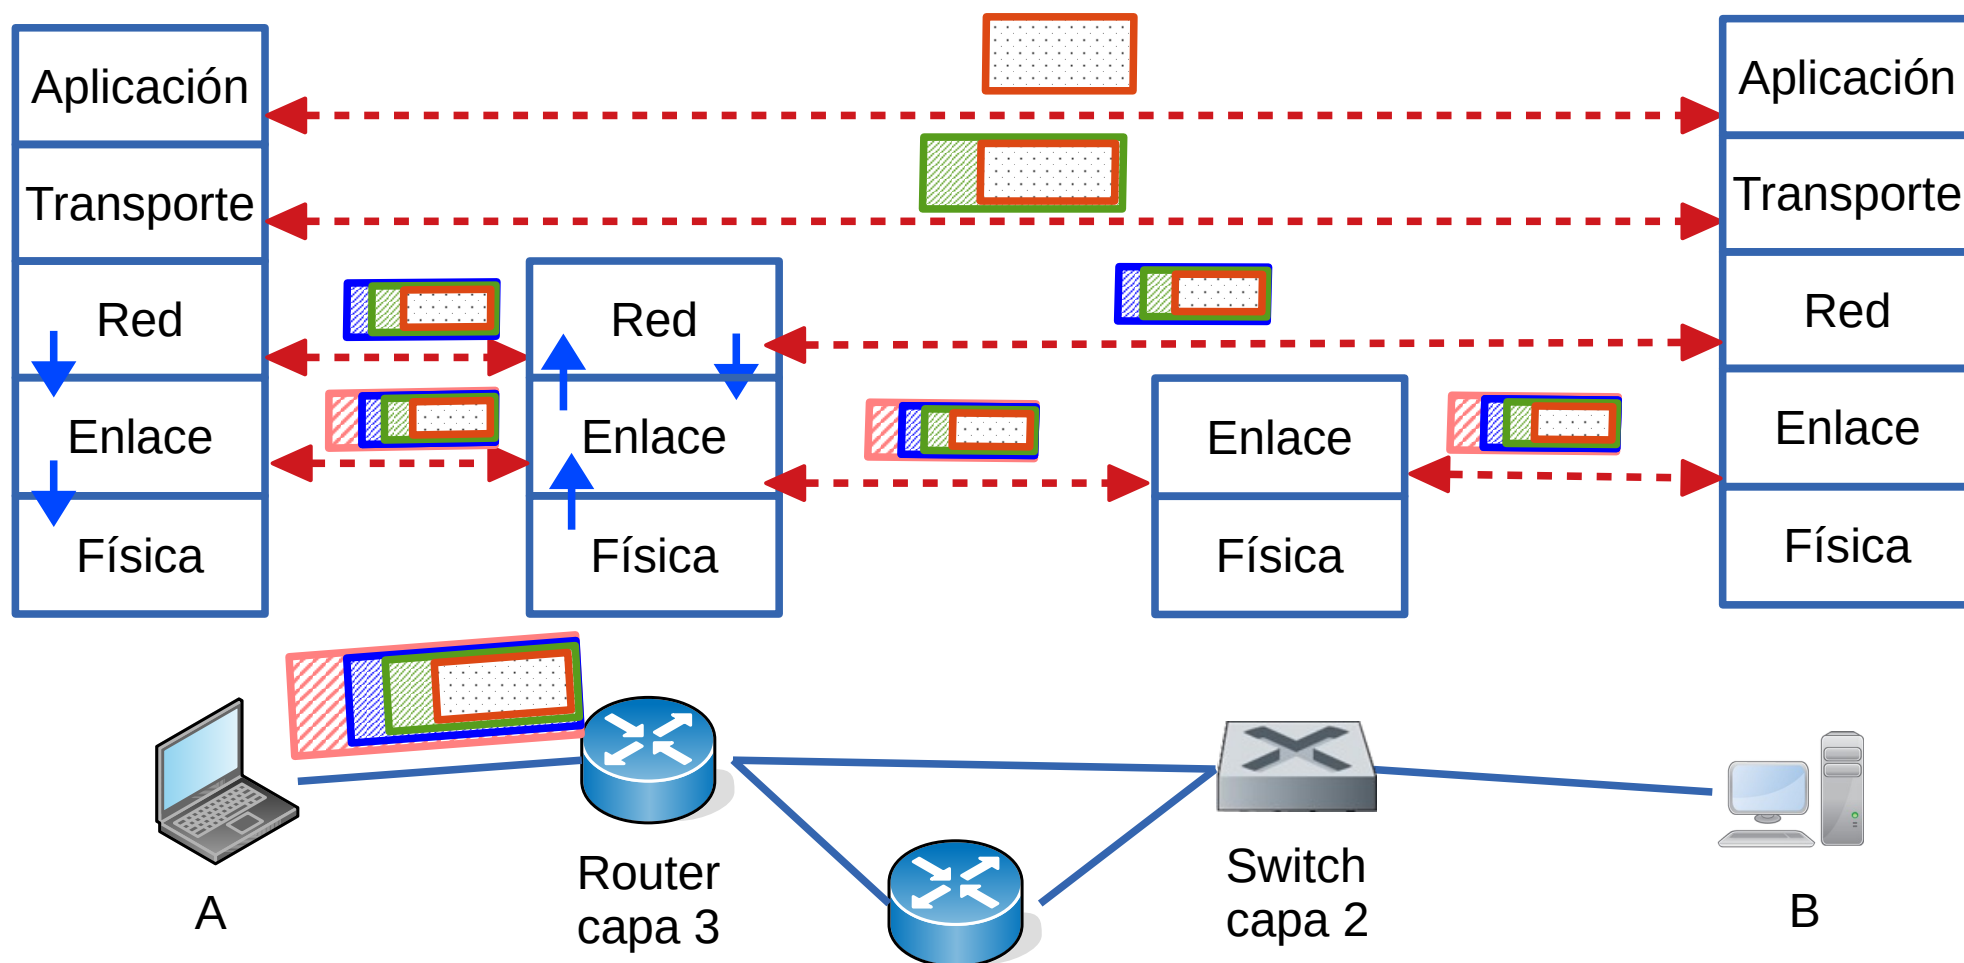 Aplicación
Transporte
Red
Enlace
Física
Red
Enlace
Física
Enlace
Física
Aplicación
Transporte
Red
Enlace
Física
A
Router
capa 3
Switch
capa 2
B